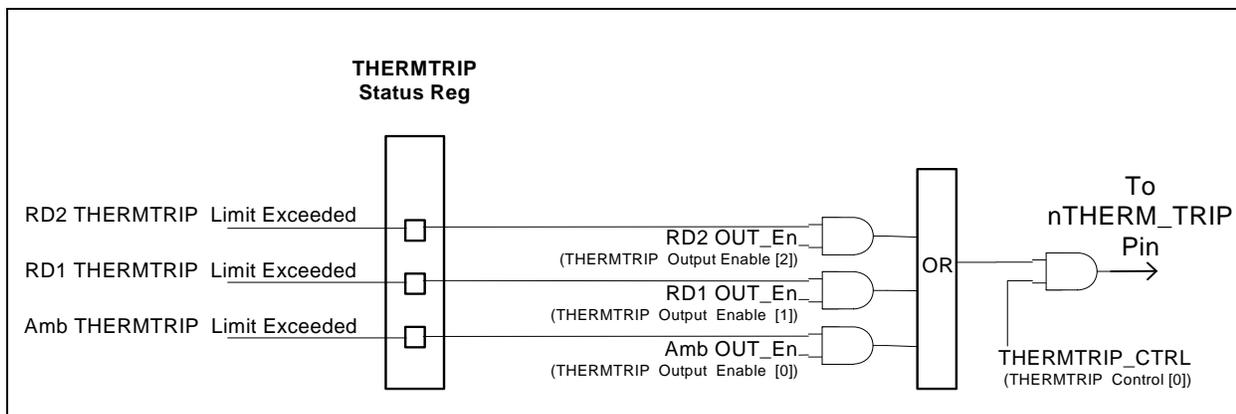 THERMTRIP
Status Reg
RD2 THERMTRIP Limit Exceeded
RD2 OUT_En
(THERMTRIP Output Enable [2])
RD1 THERMTRIP Limit Exceeded
RD1 OUT_En
(THERMTRIP Output Enable [1])
Amb THERMTRIP Limit Exceeded
Amb OUT_En
(THERMTRIP Output Enable [0])
OR
To
nTHERM_TRIP
Pin
THERMTRIP_CTRL
(THERMTRIP Control [0])